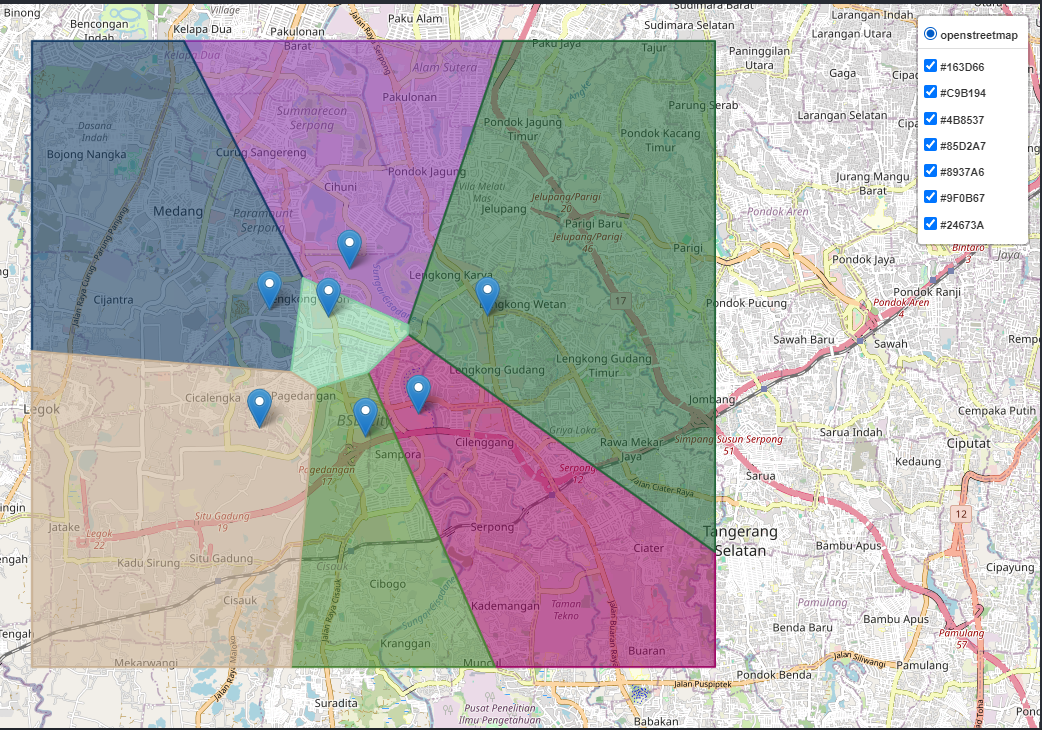 Binong
Bencongan
Indah
Village
Kelapa Dua
Pakulonan
Barat
Paku Alam
Jalan Raya Serpong
Sudimara Barat
Sudimara Selatan
Larangan Indah
Utara
Larangan Utara
openstreetmap
#163D66
#C9B194
#4B8537
#85D2A7
#8937A6
#9F0B67
#24673A
Kelapa Dua
Paku Jaya
Tajur
Paninggilan
Utara
Alam Sutera
Gaga
Pakulonan
Parung Serab
Summarecon
Serpong
Larangan Selatan
Dasana
Indah
Pondok Jagung
Timur
Pondok Kacang
Timur
Bojong Nangka
Curug Sangereng
Pondok Jagung
Jurang Mangu
Barat
Cihuni
Vila Melati
Mas
Jelupang/Parigi
20
Medang
Paramount
Serpong
Jelupang
Pondok Aren
Parigi Baru
Jelupang/Parigi
46
Parigi
Bintaro
3
Jaya
Jalan Raya Curug - Parung Panjang
Pondok Jaya
Lengkong Karya
Cijantra
Lengkong Wetan
17
Pondok Pucung
Pondok Ranji
Pondok Aren
4
Sawah Baru
Sawah
Lengkong Gudang
Timur
Lengkong Gudang
Cicalengka
Pagedangan
Legok
Jombang
Cempaka Putih
BSD City
Griya Loka
Cilenggang
Rawa Mekar
Jaya
Simpang Susun Serpong
51
Sarua Indah
Ciputat
Sampora
Pagedangan
17
Serpong
12
Kedaung
Sarua
Jalan Ciater Raya
Situ Gadung
19
12
Jatake
Legok
22
Serpong
Tangerang
Selatan
Ciater
Bambu Apus
Kadu Sirung
Situ Gadung
Cisauk
Cipayung
Cibogo
Cisauk
Jalan Raya Cisauk
Kademangan
Taman
Tekno
Pamulang
Bambu Apus
Benda Baru
Pamulang
57
Kranggan
Buaran
Jalan Siliwangi
Mekarwangi
Muncul
Pamulang
Pondok Benda
Jalan Puspiptek
Suradita
Pusat Penelitian
Ilmu Pengetahuan
Babakan